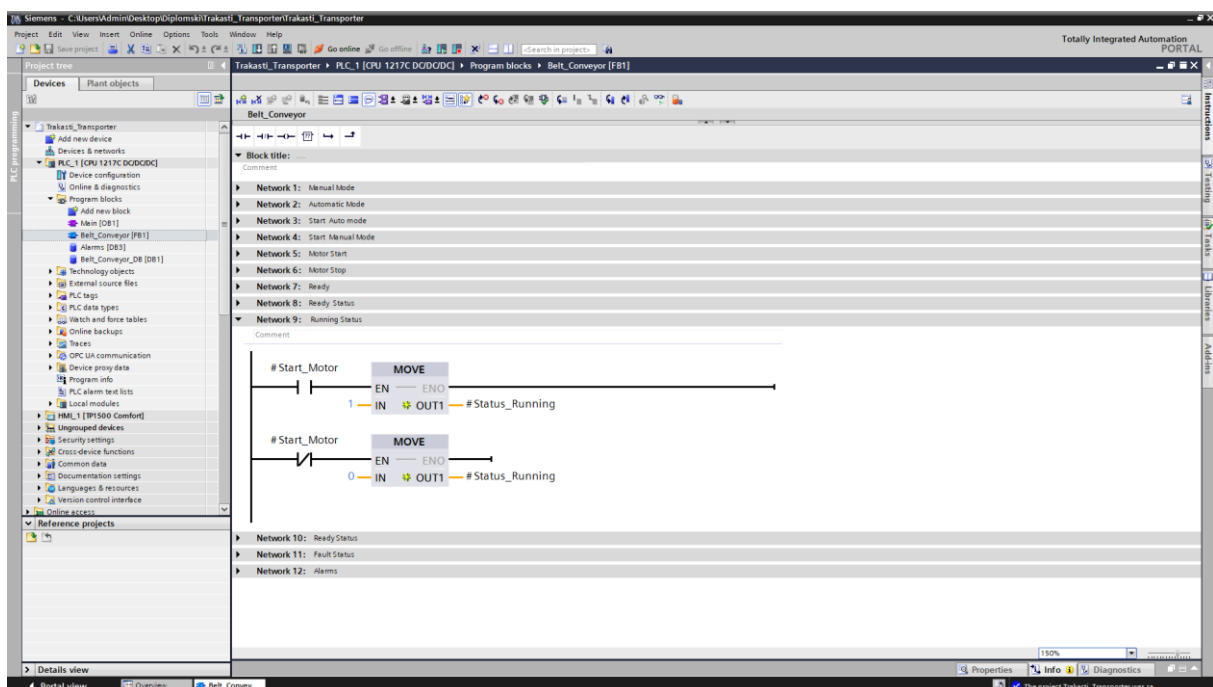 Siemens - C:\Users\Admin\Desktop\Diplomski\Trakasti_Transporter\Trakasti_Transporter
Project Edit View Insert Online Options Tools Window Help
Totally Integrated Automation
PORTAL
Save project
Go online
Go offline
<Search in project>
Project tree
Trakasti_Transporter PLC_1 [CPU 1217C DC/DC/DC] Program blocks Belt_Conveyor [FB1]
Devices Plant objects
PLC programming
Trakasti_Transporter
Add new device
Devices & networks
PLC_1 [CPU 1217C DC/DC/DC]
Device configuration
Online & diagnostics
Program blocks
Add new block
Main [OB1]
Belt_Conveyor [FB1]
Alarms [DB3]
Belt_Conveyor_DB [DB1]
Technology objects
External source files
PLC tags
PLC data types
Watch and force tables
Online backups
Traces
OPC UA communication
Device proxy data
Program info
PLC alarm text lists
Local modules
HMI_1 [TP1500 Comfort]
Ungrouped devices
Security settings
Cross-device functions
Common data
Documentation settings
Languages & resources
Version control interface
Online access
Reference projects
Details view
Belt_Conveyor
Block title: .....
Comment
Network 1: Manual Mode
Network 2: Automatic Mode
Network 3: Start Auto mode
Network 4: Start Manual Mode
Network 5: Motor Start
Network 6: Motor Stop
Network 7: Ready
Network 8: Ready Status
Network 9: Running Status
Comment
#Start_Motor
MOVE
EN ENO
1 IN OUT1 #Status_Running
#Start_Motor
MOVE
EN ENO
0 IN OUT1 #Status_Running
Network 10: Ready Status
Network 11: Fault Status
Network 12: Alarms
150%
Properties Info Diagnostics
Instructions
Testing
Tasks
Libraries
Add-ins
Portal view Overview Belt_Convey...
The project Trakasti_Transporter was ca...